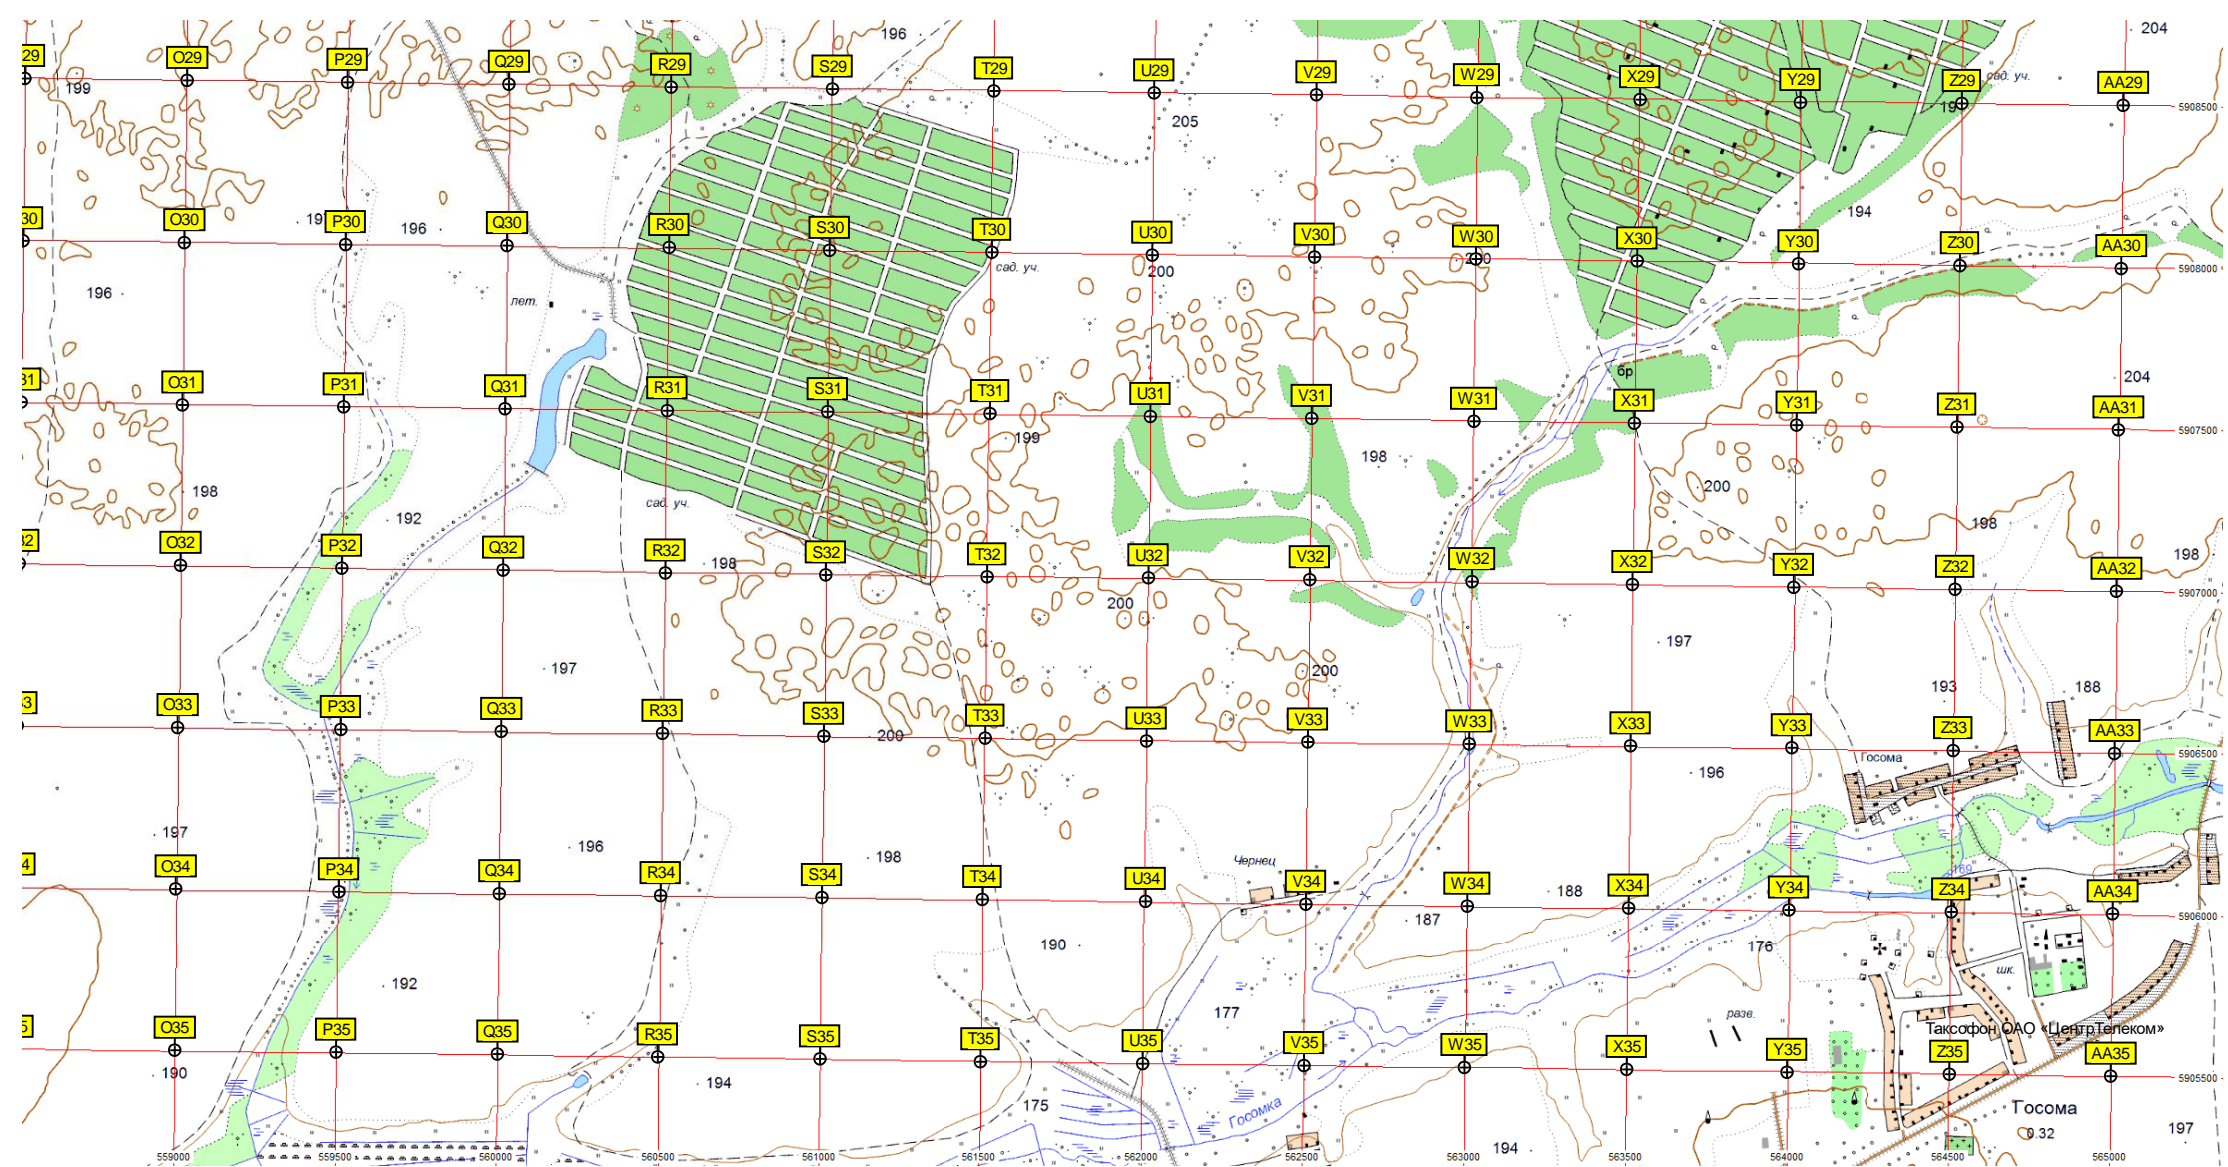 196
204
29 O29 P29 Q29 R29 S29 T29 U29 V29 W29 X29 Y29 Z29 AA29
сад. уч.
199
5908500
205
194
30 O30 P30 Q30 R30 S30 T30 U30 V30 W30 X30 Y30 Z30 AA30
196
сад. уч.
200
5908000
196
лет.
бр
204
31 O31 P31 Q31 R31 S31 T31 U31 V31 W31 X31 Y31 Z31 AA31
5907500
199
198
198
200
сад. уч.
192
198
32 O32 P32 Q32 R32 S32 T32 U32 V32 W32 X32 Y32 Z32 AA32
198
198
5907000
200
197
197
200
193
188
O33 P33 Q33 R33 S33 T33 U33 V33 W33 X33 Y33 Z33 AA33
200
5906500
Госома
196
197
196
198
Чернец
169
O34 P34 Q34 R34 S34 T34 U34 V34 W34 X34 Y34 Z34 AA34
188
187
5906000
190
176
шк.
192
177
разв.
Таксофон ОАО «ЦентрТелеком»
O35 P35 Q35 R35 S35 T35 U35 V35 W35 X35 Y35 Z35 AA35
190
194
5905500
175
Госомка
Госома
0.32
194
197
559000 559500 560000 560500 561000 561500 562000 562500 563000 563500 564000 564500 565000